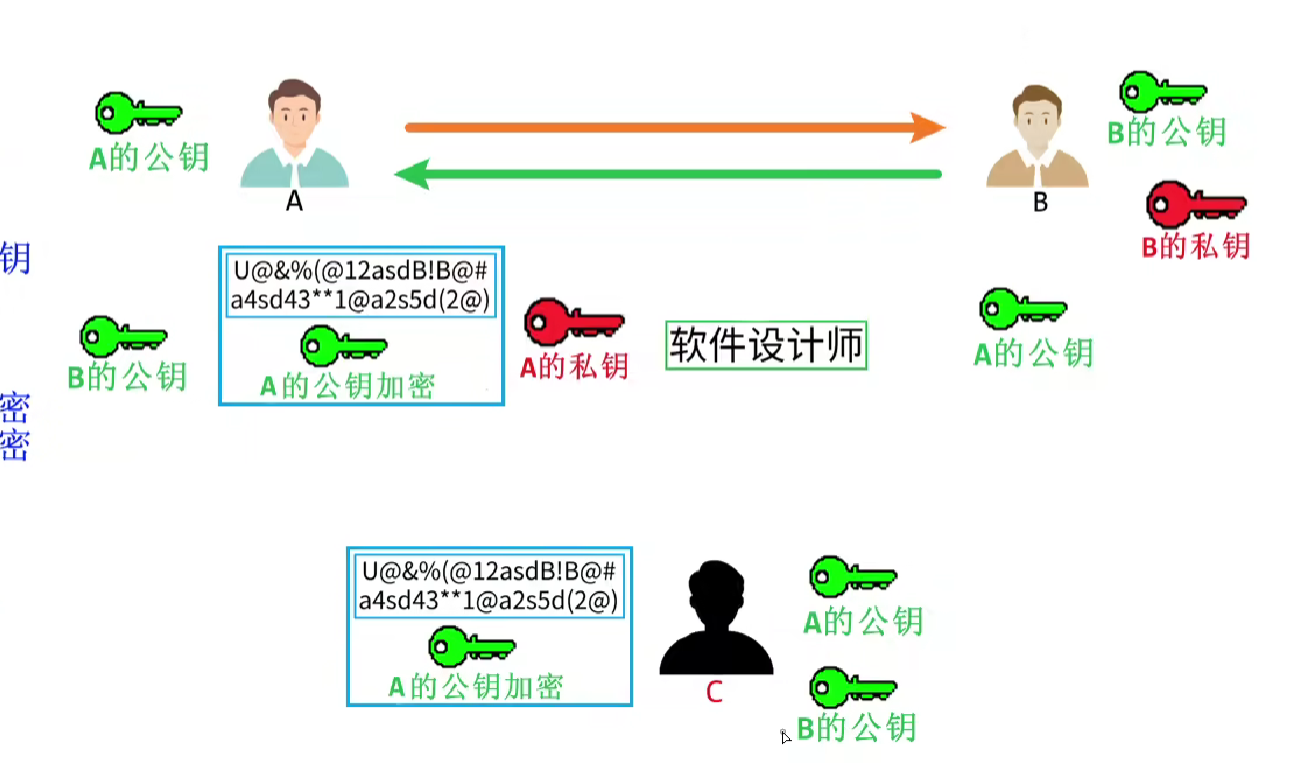 A的公钥
A
B
B的公钥
B的私钥
钥
U@&%(@12asdB!B@#
a4sd43**1@a2s5d(2@)
B的公钥
A的公钥加密
A的私钥
软件设计师
A的公钥
密
密
U@&%(@12asdB!B@#
a4sd43**1@a2s5d(2@)
A的公钥加密
C
A的公钥
B的公钥